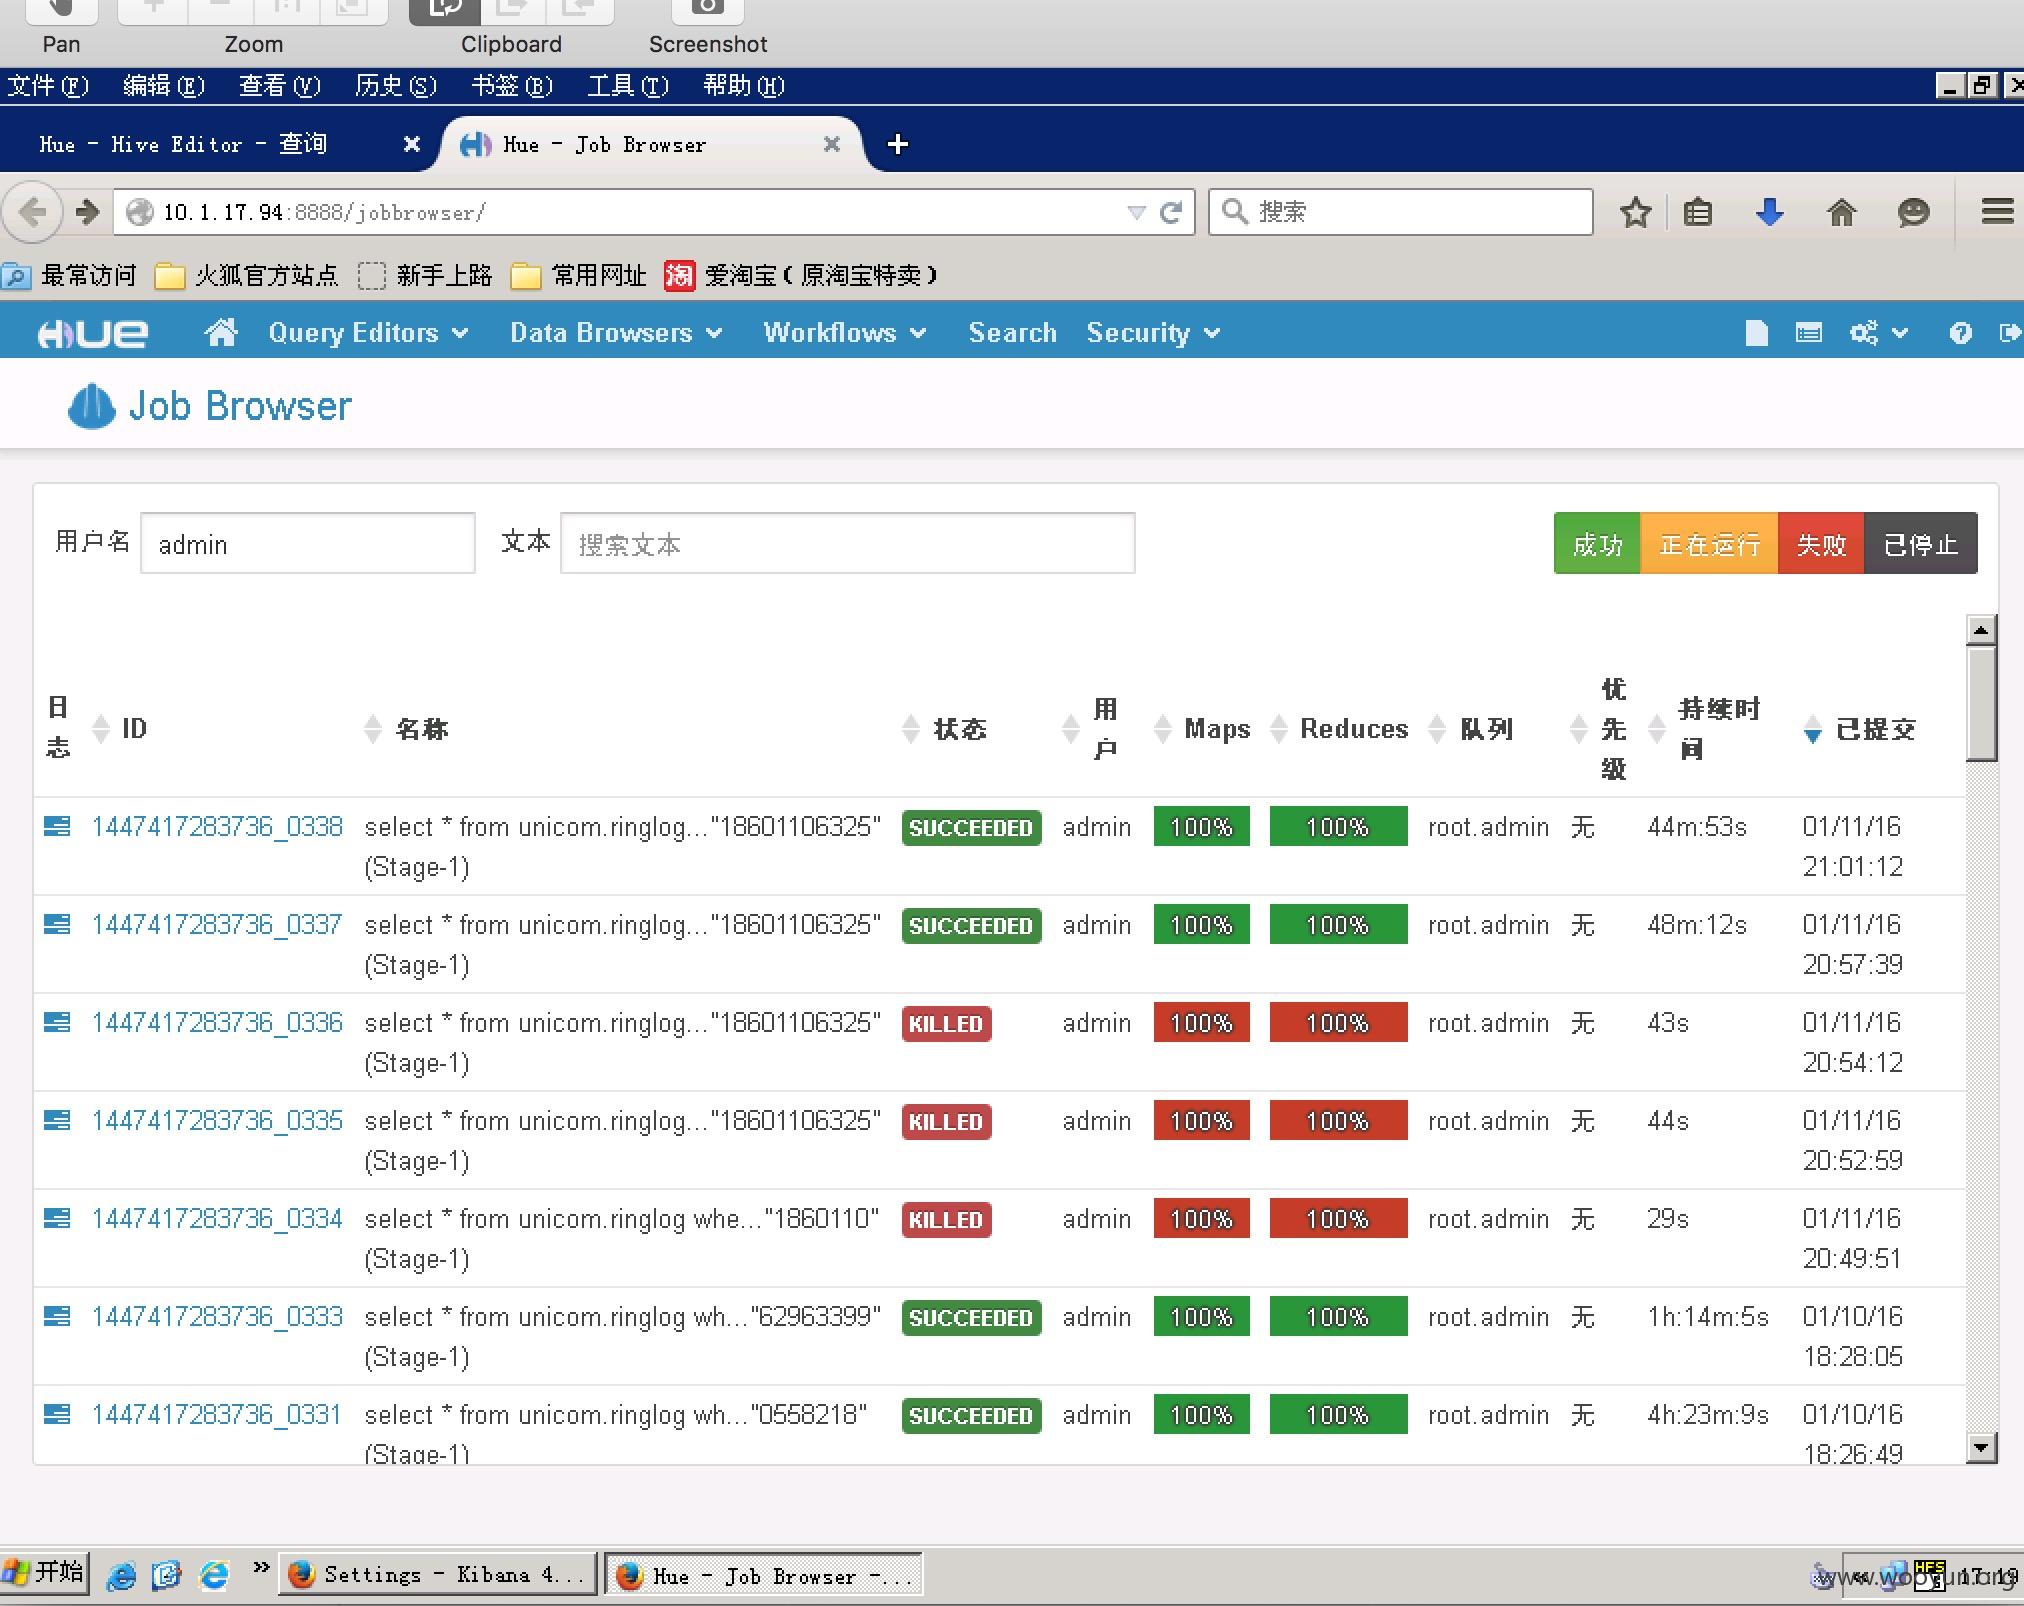 Pan Zoom Clipboard Screenshot
文件(F) 编辑(E) 查看(V) 历史(S) 书签(B) 工具(T) 帮助(H)
Hue - Hive Editor - 查询 Hue - Job Browser
10.1.17.94:8888/jobbrowser/ 搜索
最常访问 火狐官方站点 新手上路 常用网址 淘 爱淘宝(原淘宝特卖)
HUE Query Editors Data Browsers Workflows Search Security
Job Browser
用户名 admin 文本 搜索文本 成功 正在运行 失败 已停止
日志 ID 名称 状态 用户 Maps Reduces 队列 优先级 持续时间 已提交
1447417283736_0338 select * from unicom.ringlog..."18601106325" SUCCEEDED admin 100% 100% root.admin 无 44m:53s 01/11/16
(Stage-1) 21:01:12
1447417283736_0337 select * from unicom.ringlog..."18601106325" SUCCEEDED admin 100% 100% root.admin 无 48m:12s 01/11/16
(Stage-1) 20:57:39
1447417283736_0336 select * from unicom.ringlog..."18601106325" KILLED admin 100% 100% root.admin 无 43s 01/11/16
(Stage-1) 20:54:12
1447417283736_0335 select * from unicom.ringlog..."18601106325" KILLED admin 100% 100% root.admin 无 44s 01/11/16
(Stage-1) 20:52:59
1447417283736_0334 select * from unicom.ringlog whe..."1860110" KILLED admin 100% 100% root.admin 无 29s 01/11/16
(Stage-1) 20:49:51
1447417283736_0333 select * from unicom.ringlog wh..."62963399" SUCCEEDED admin 100% 100% root.admin 无 1h:14m:5s 01/10/16
(Stage-1) 18:28:05
1447417283736_0331 select * from unicom.ringlog wh..."0558218" SUCCEEDED admin 100% 100% root.admin 无 4h:23m:9s 01/10/16
(Stage-1) 18:26:49
开始 » Settings - Kibana 4... Hue - Job Browser -... « HFS 17:19
www.wooyun.org